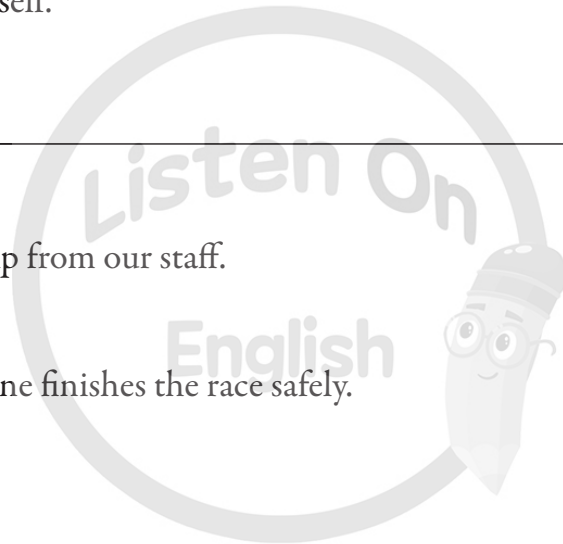 self.
Listen On
p from our staff.
English
ne finishes the race safely.